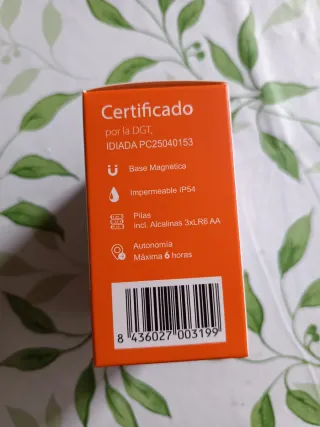 Certificado
por la DGT,
IDIADA PC25040153
Base Magnética
Impermeable IP54
Pilas
incl. Alcalinas 3xLR6 AA
Autonomía
Máxima 6 horas
8 436027 003199